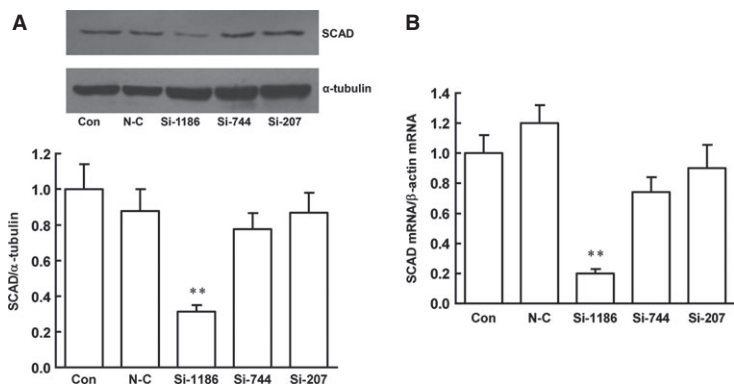 A
SCAD
α-tubulin
Con N-C Si-1186 Si-744 Si-207
SCAD/α-tubulin
1.2
1.0
0.8
0.6
0.4
0.2
0.0
**
Con N-C Si-1186 Si-744 Si-207
B
SCAD mRNA/β-actin mRNA
1.4
1.2
1.0
0.8
0.6
0.4
0.2
0.0
**
Con N-C Si-1186 Si-744 Si-207